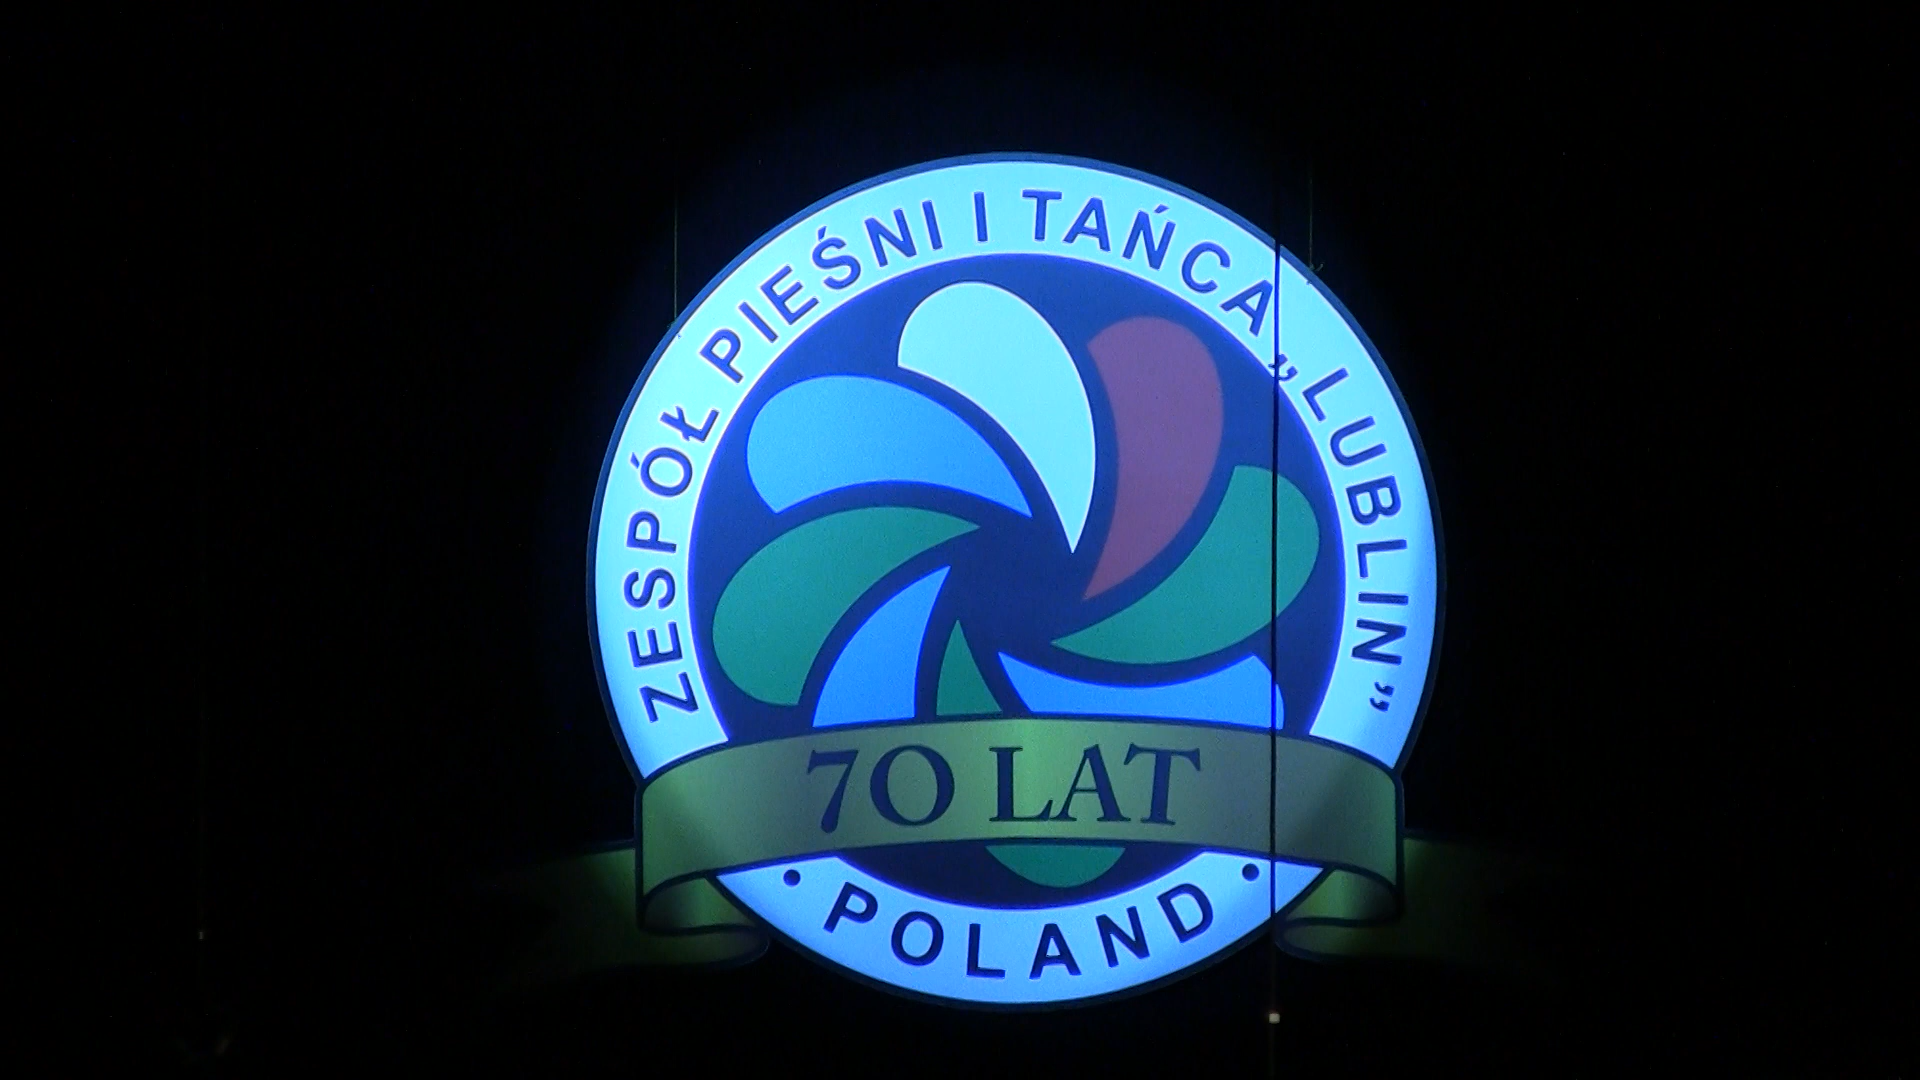 ZESPÓŁ PIEŚNI I TAŃCA „LUBLIN”
70 LAT
• POLAND •